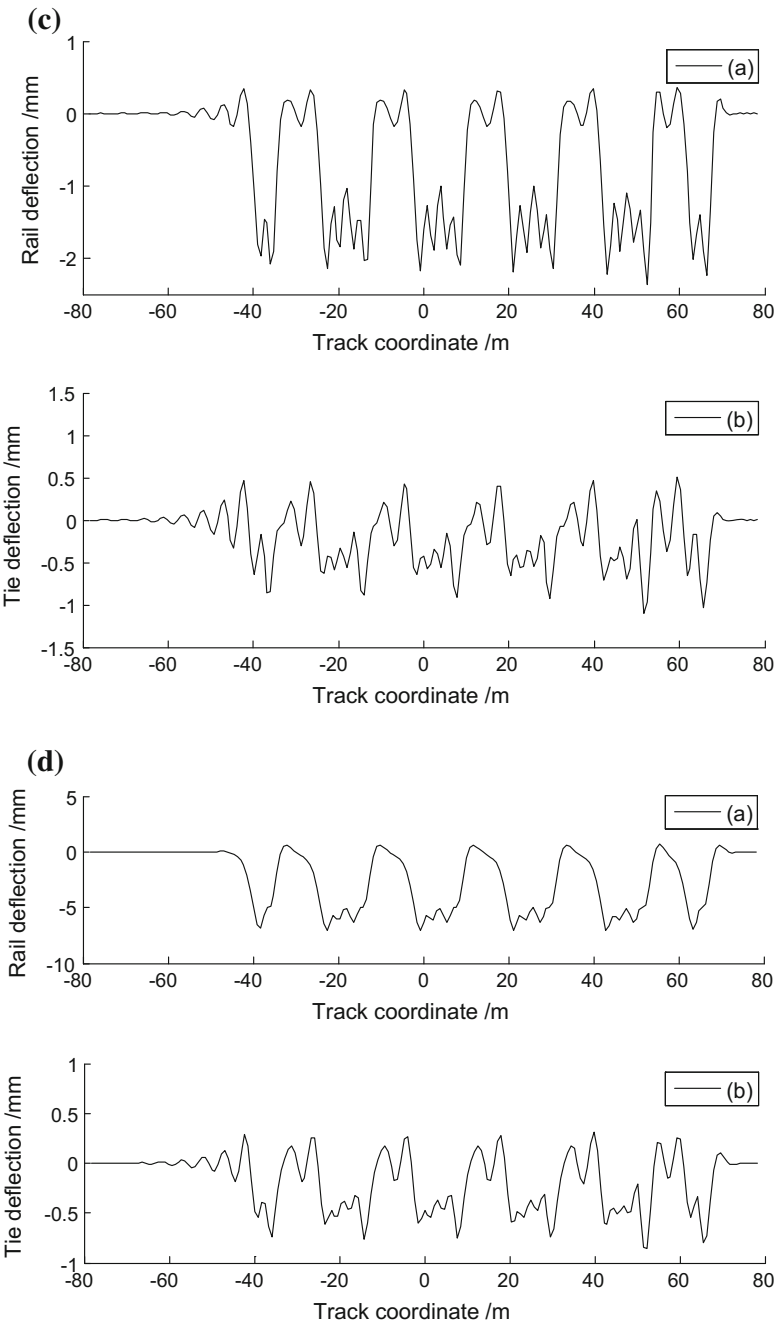 (c)
1
0
-1
-2
Rail deflection /mm
(a)
-80 -60 -40 -20 0 20 40 60 80
Track coordinate /m
1.5
1
0.5
0
-0.5
-1
-1.5
Tie deflection /mm
(b)
-80 -60 -40 -20 0 20 40 60 80
Track coordinate /m
(d)
5
0
-5
-10
Rail deflection /mm
(a)
-80 -60 -40 -20 0 20 40 60 80
Track coordinate /m
1
0.5
0
-0.5
-1
Tie deflection /mm
(b)
-80 -60 -40 -20 0 20 40 60 80
Track coordinate /m